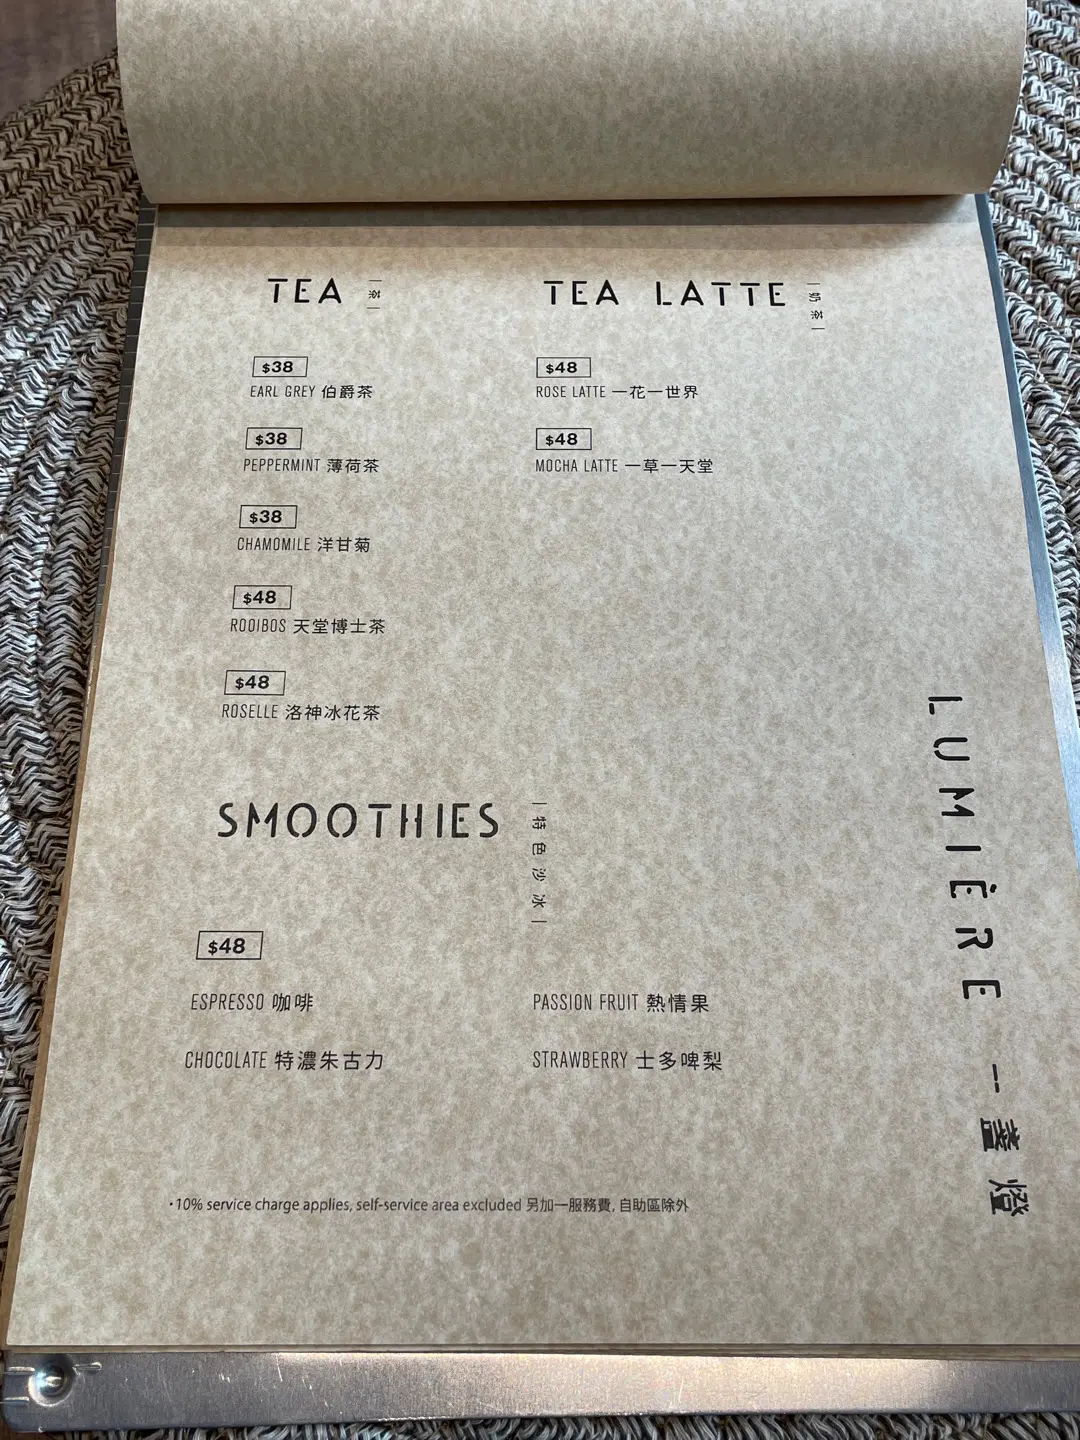 TEA |茶|
$38
EARL GREY 伯爵茶
$38
PEPPERMINT 薄荷茶
$38
CHAMOMILE 洋甘菊
$48
ROOIBOS 天堂博士茶
$48
ROSELLE 洛神冰花茶
TEA LATTE |奶茶|
$48
ROSE LATTE 一花一世界
$48
MOCHA LATTE 一草一天堂
SMOOTHIES |特色沙冰|
$48
ESPRESSO 咖啡
CHOCOLATE 特濃朱古力
PASSION FRUIT 熱情果
STRAWBERRY 士多啤梨
·10% service charge applies, self-service area excluded 另加一服務費, 自助區除外
LUMIÈRE 一盞燈